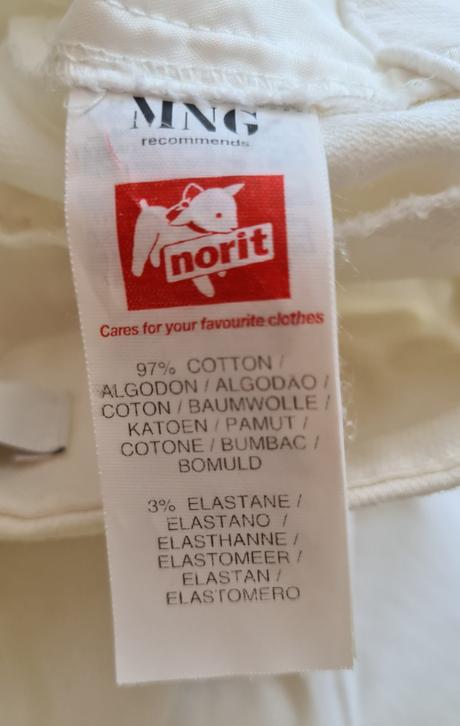 MNG
recommends
norit
Cares for your favourite clothes
97% COTTON /
ALGODON / ALGODAO /
COTON / BAUMWOLLE /
KATOEN / PAMUT /
COTONE / BUMBAC /
BOMULD
3% ELASTANE /
ELASTANO /
ELASTHANNE /
ELASTOMEER /
ELASTAN /
ELASTOMERO